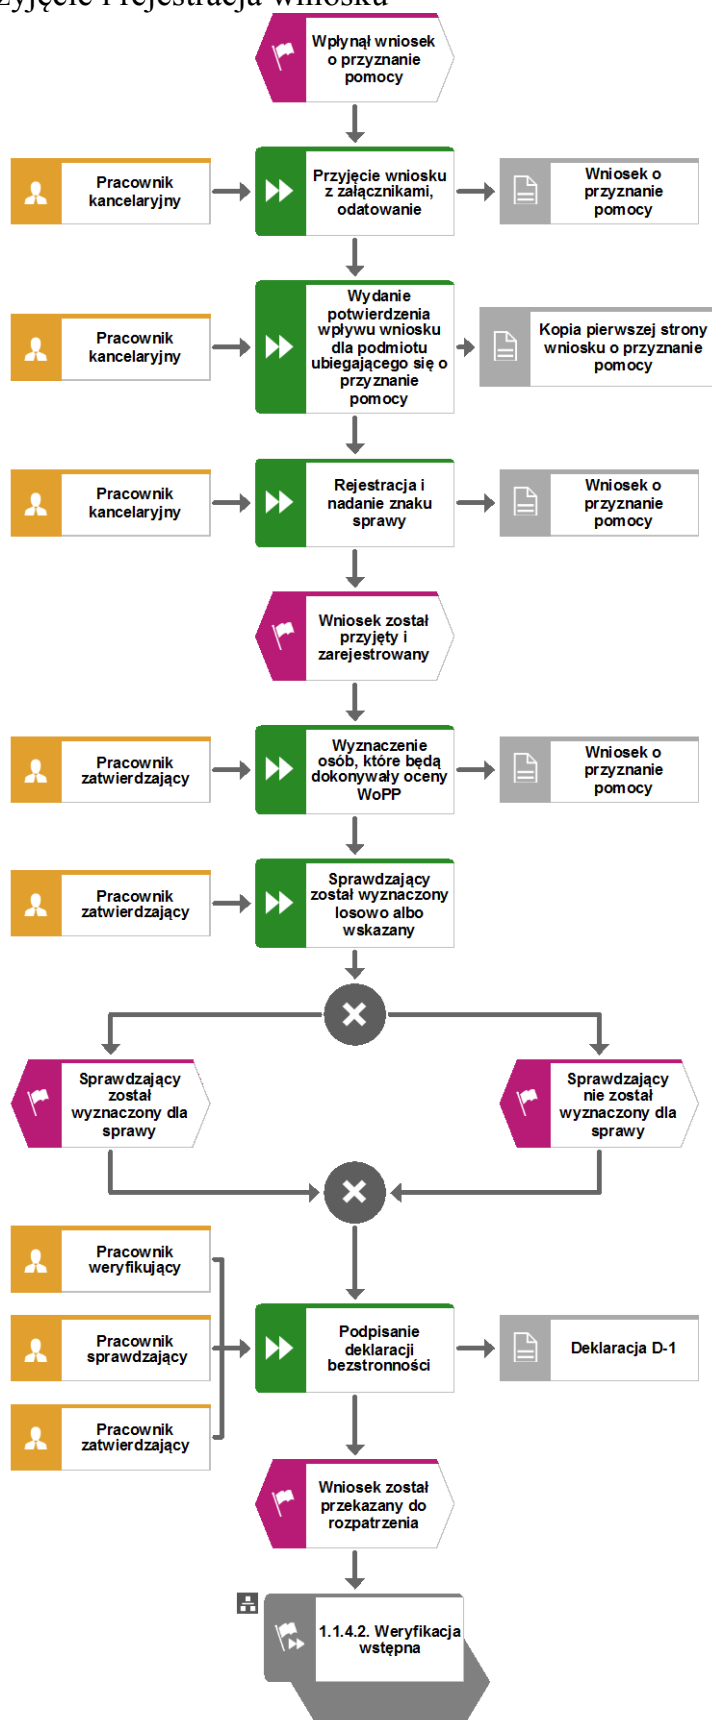 zyjęcie i rejestracja wniosku
Wpłynął wniosek
o przyznanie
pomocy
Pracownik
kancelaryjny
Przyjęcie wniosku
z załącznikami,
odatowanie
Wniosek o
przyznanie
pomocy
Pracownik
kancelaryjny
Wydanie
potwierdzenia
wpływu wniosku
dla podmiotu
ubiegającego się o
przyznanie
pomocy
Kopia pierwszej strony
wniosku o przyznanie
pomocy
Pracownik
kancelaryjny
Rejestracja i
nadanie znaku
sprawy
Wniosek o
przyznanie
pomocy
Wniosek został
przyjęty i
zarejestrowany
Pracownik
zatwierdzający
Wyznaczenie
osób, które będą
dokonywały oceny
WoPP
Wniosek o
przyznanie
pomocy
Pracownik
zatwierdzający
Sprawdzający
został wyznaczony
losowo albo
wskazany
Sprawdzający
został
wyznaczony dla
sprawy
Sprawdzający
nie został
wyznaczony dla
sprawy
Pracownik
weryfikujący
Pracownik
sprawdzający
Pracownik
zatwierdzający
Podpisanie
deklaracji
bezstronności
Deklaracja D-1
Wniosek został
przekazany do
rozpatrzenia
1.1.4.2. Weryfikacja
wstępna